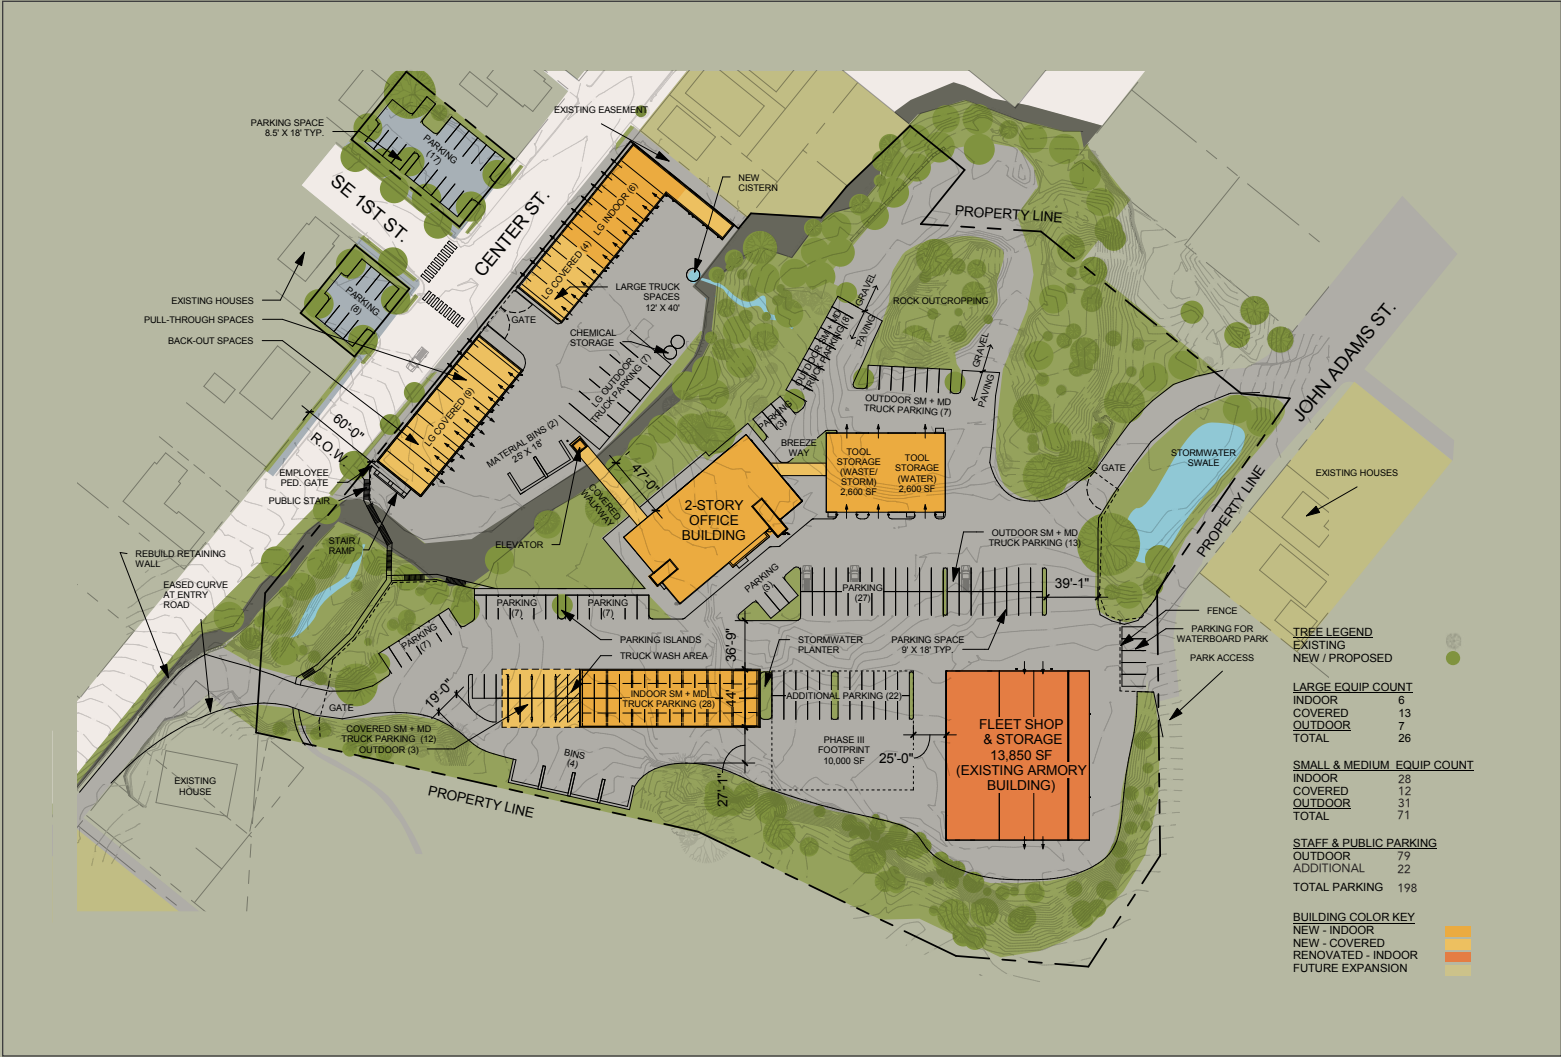 EXISTING EASEMENT
PARKING SPACE
8.5' X 18' TYP.
PARKING
(17)
NEW
CISTERN
SE 1ST ST.
CENTER ST.
LG INDOOR (6)
LG COVERED (4)
PROPERTY LINE
EXISTING HOUSES
PARKING
(8)
PULL-THROUGH SPACES
BACK-OUT SPACES
GATE
LARGE TRUCK
SPACES
12' X 40'
CHEMICAL
STORAGE
LG OUTDOOR
TRUCK PARKING (7)
LG COVERED (9)
MATERIAL BINS (2)
25' X 18'
60'-0"
R.O.W.
EMPLOYEE
PED. GATE
PUBLIC STAIR
STAIR /
RAMP
ELEVATOR
COVERED
WALKWAY
47'-0"
2-STORY
OFFICE
BUILDING
BREEZE
WAY
PARKING
(3)
OUTDOOR SM + MD
TRUCK PARKING (8)
GRAVEL
PAVING
ROCK OUTCROPPING
GRAVEL
PAVING
OUTDOOR SM + MD
TRUCK PARKING (7)
TOOL
STORAGE
(WASTE/
STORM)
2,600 SF
TOOL
STORAGE
(WATER)
2,600 SF
JOHN ADAMS ST.
STORMWATER
SWALE
GATE
PROPERTY LINE
EXISTING HOUSES
OUTDOOR SM + MD
TRUCK PARKING (13)
PARKING
(27)
PARKING
(3)
39'-1"
REBUILD RETAINING
WALL
EASED CURVE
AT ENTRY
ROAD
PARKING
(7)
PARKING
(7)
PARKING
(7)
PARKING ISLANDS
TRUCK WASH AREA
36'-9"
STORMWATER
PLANTER
PARKING SPACE
9' X 18' TYP.
FENCE
PARKING FOR
WATERBOARD PARK
PARK ACCESS
19'-0"
GATE
INDOOR SM + MD
TRUCK PARKING (28)
44'
ADDITIONAL PARKING (22)
COVERED SM + MD
TRUCK PARKING (12)
OUTDOOR (3)
PHASE III
FOOTPRINT
10,000 SF
25'-0"
FLEET SHOP
& STORAGE
13,850 SF
(EXISTING ARMORY
BUILDING)
BINS
(4)
27'-1"
EXISTING
HOUSE
PROPERTY LINE
TREE LEGEND
EXISTING
NEW / PROPOSED
LARGE EQUIP COUNT
INDOOR 6
COVERED 13
OUTDOOR 7
TOTAL 26
SMALL & MEDIUM EQUIP COUNT
INDOOR 28
COVERED 12
OUTDOOR 31
TOTAL 71
STAFF & PUBLIC PARKING
OUTDOOR 79
ADDITIONAL 22
TOTAL PARKING 198
BUILDING COLOR KEY
NEW - INDOOR
NEW - COVERED
RENOVATED - INDOOR
FUTURE EXPANSION